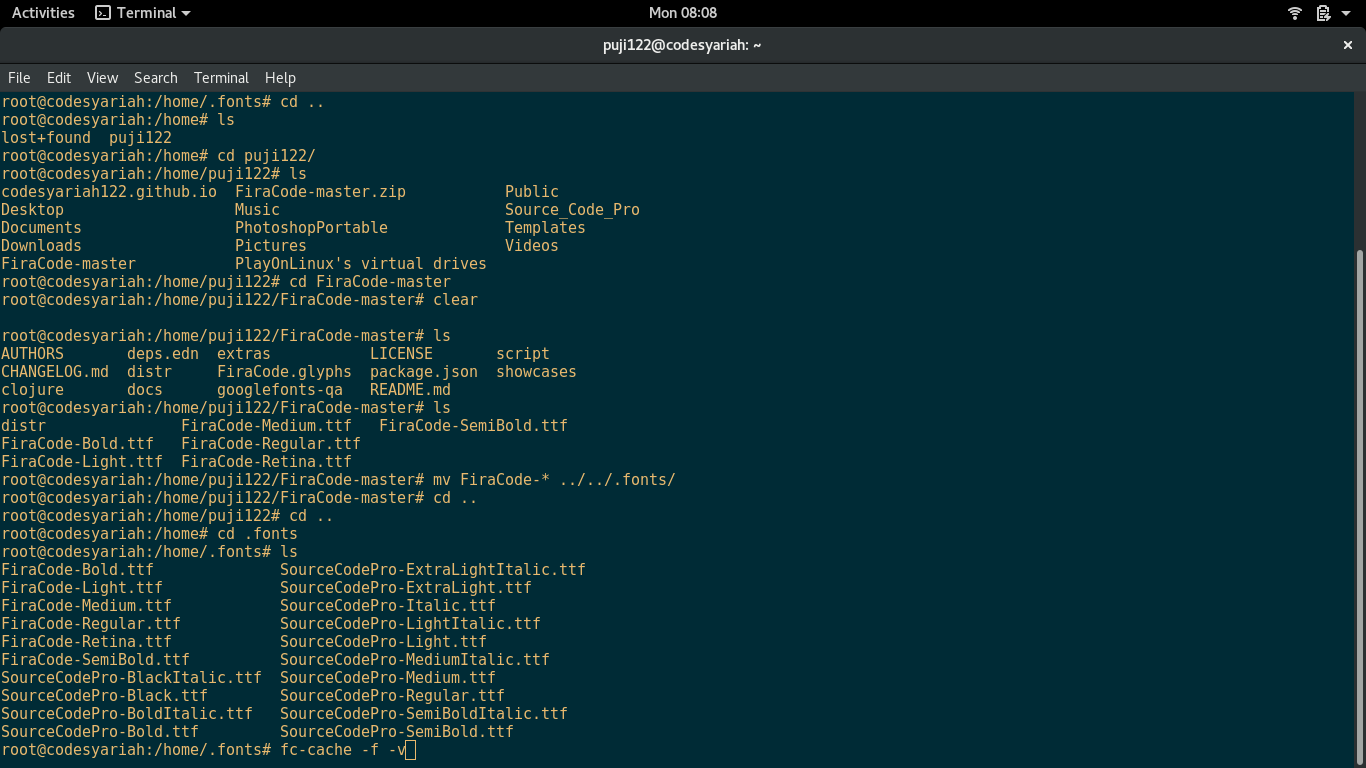 Activities Terminal Mon 08:08
puji122@codesyariah: ~ ×
File Edit View Search Terminal Help
root@codesyariah:/home/.fonts# cd ..
root@codesyariah:/home# ls
lost+found  puji122
root@codesyariah:/home# cd puji122/
root@codesyariah:/home/puji122# ls
codesyariah122.github.io  FiraCode-master.zip           Public
Desktop                   Music                         Source_Code_Pro
Documents                 PhotoshopPortable             Templates
Downloads                 Pictures                      Videos
FiraCode-master           PlayOnLinux's virtual drives
root@codesyariah:/home/puji122# cd FiraCode-master
root@codesyariah:/home/puji122/FiraCode-master# clear
root@codesyariah:/home/puji122/FiraCode-master# ls
AUTHORS       deps.edn  extras           LICENSE       script
CHANGELOG.md  distr     FiraCode.glyphs  package.json  showcases
clojure       docs      googlefonts-qa   README.md
root@codesyariah:/home/puji122/FiraCode-master# ls
distr               FiraCode-Medium.ttf   FiraCode-SemiBold.ttf
FiraCode-Bold.ttf   FiraCode-Regular.ttf
FiraCode-Light.ttf  FiraCode-Retina.ttf
root@codesyariah:/home/puji122/FiraCode-master# mv FiraCode-* ../../.fonts/
root@codesyariah:/home/puji122/FiraCode-master# cd ..
root@codesyariah:/home/puji122# cd ..
root@codesyariah:/home# cd .fonts
root@codesyariah:/home/.fonts# ls
FiraCode-Bold.ttf              SourceCodePro-ExtraLightItalic.ttf
FiraCode-Light.ttf             SourceCodePro-ExtraLight.ttf
FiraCode-Medium.ttf            SourceCodePro-Italic.ttf
FiraCode-Regular.ttf           SourceCodePro-LightItalic.ttf
FiraCode-Retina.ttf            SourceCodePro-Light.ttf
FiraCode-SemiBold.ttf          SourceCodePro-MediumItalic.ttf
SourceCodePro-BlackItalic.ttf  SourceCodePro-Medium.ttf
SourceCodePro-Black.ttf        SourceCodePro-Regular.ttf
SourceCodePro-BoldItalic.ttf   SourceCodePro-SemiBoldItalic.ttf
SourceCodePro-Bold.ttf         SourceCodePro-SemiBold.ttf
root@codesyariah:/home/.fonts# fc-cache -f -v